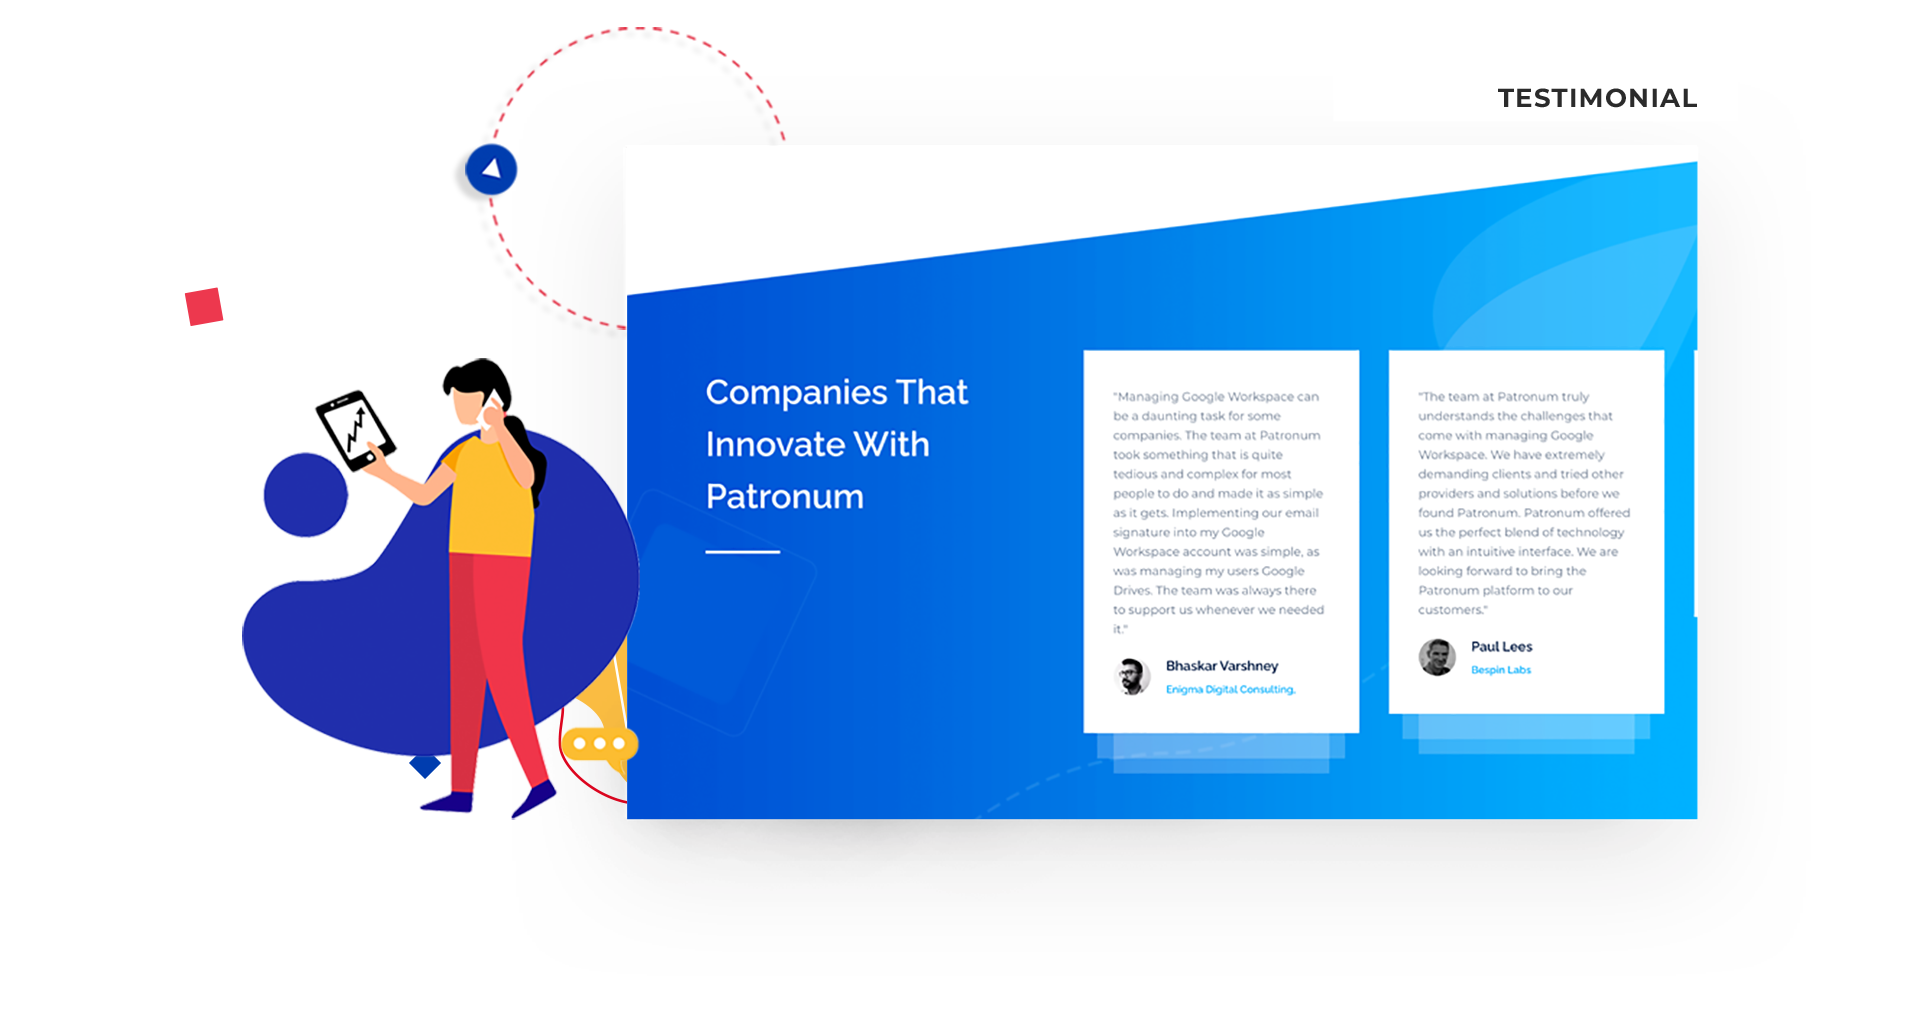 TESTIMONIAL
Companies That
Innovate With
Patronum
"Managing Google Workspace can
be a daunting task for some
companies. The team at Patronum
took something that is quite
tedious and complex for most
people to do and made it as simple
as it gets. Implementing our email
signature into my Google
Workspace account was simple, as
was managing my users Google
Drives. The team was always there
to support us whenever we needed
it."
Bhaskar Varshney
Enigma Digital Consulting,
"The team at Patronum truly
understands the challenges that
come with managing Google
Workspace. We have extremely
demanding clients and tried other
providers and solutions before we
found Patronum. Patronum offered
us the perfect blend of technology
with an intuitive interface. We are
looking forward to bring the
Patronum platform to our
customers."
Paul Lees
Bespin Labs